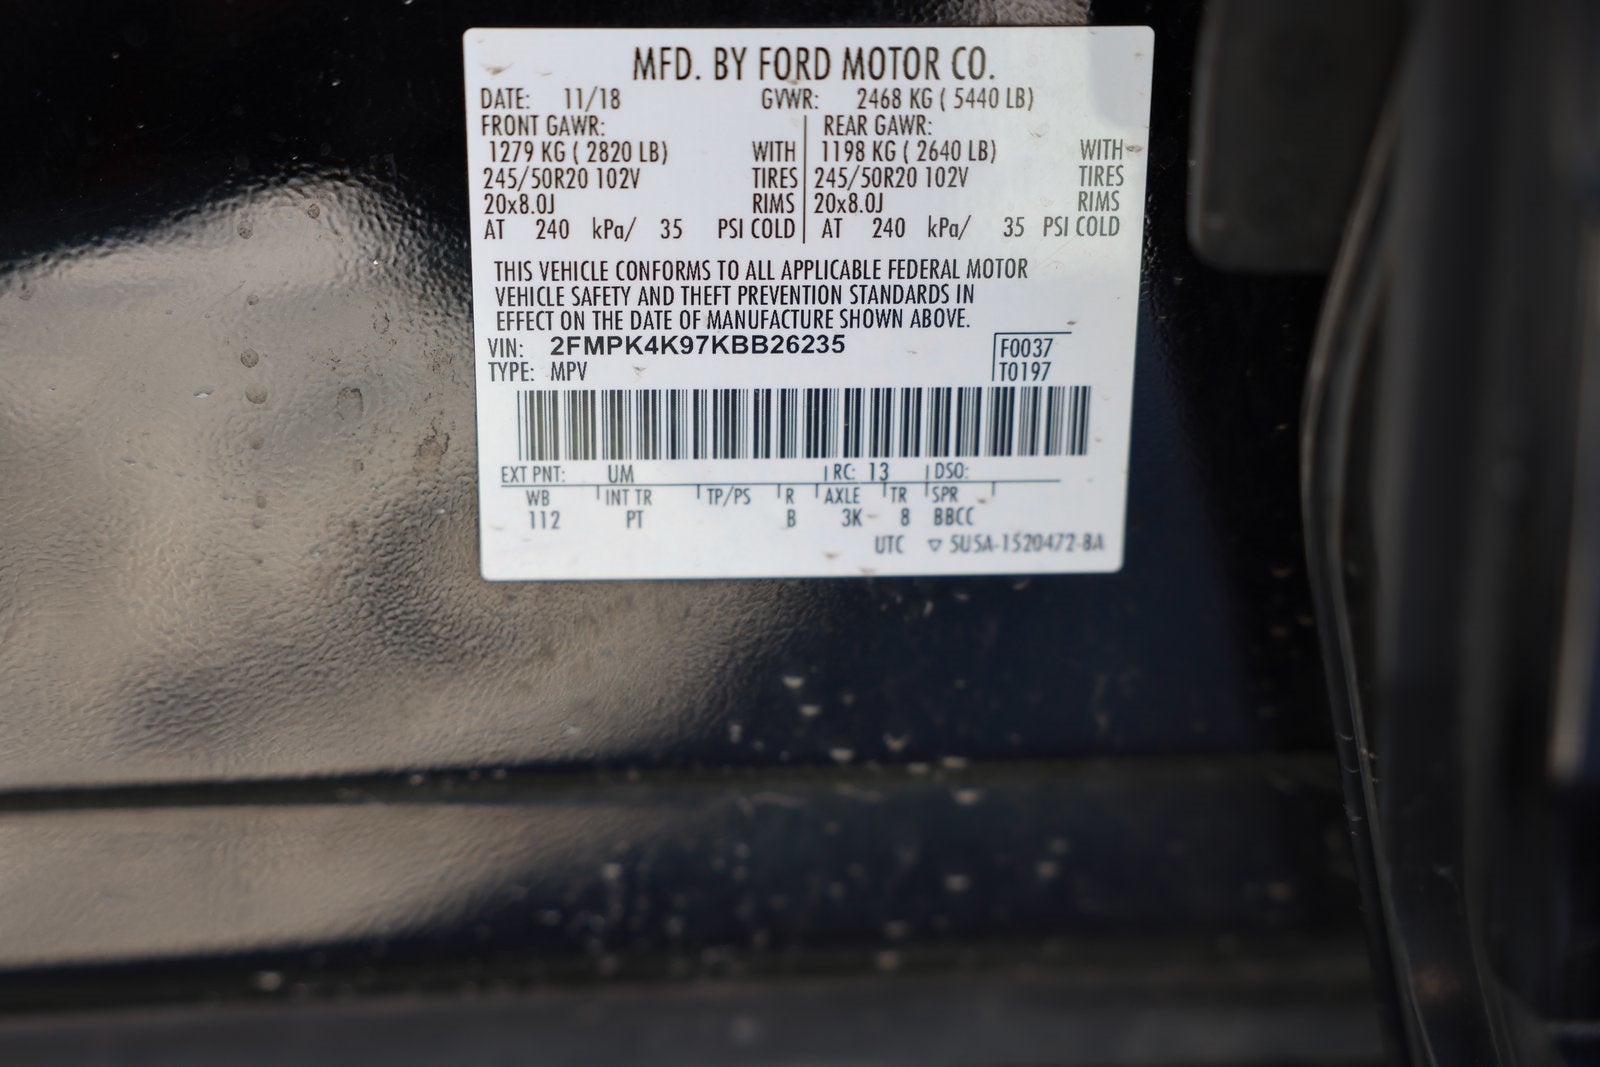 MFD. BY FORD MOTOR CO.
DATE: 11/18 GVWR: 2468 KG ( 5440 LB)
FRONT GAWR: REAR GAWR:
1279 KG ( 2820 LB) WITH 1198 KG ( 2640 LB) WITH
245/50R20 102V TIRES 245/50R20 102V TIRES
20x8.0J RIMS 20x8.0J RIMS
AT 240 kPa/ 35 PSI COLD AT 240 kPa/ 35 PSI COLD
THIS VEHICLE CONFORMS TO ALL APPLICABLE FEDERAL MOTOR
VEHICLE SAFETY AND THEFT PREVENTION STANDARDS IN
EFFECT ON THE DATE OF MANUFACTURE SHOWN ABOVE.
VIN: 2FMPK4K97KBB26235 F0037
TYPE: MPV T0197
EXT PNT: UM RC: 13 DSO:
WB INT TR TP/PS R AXLE TR SPR
112 PT B 3K 8 BBCC
UTC ▽ 5U5A-1520472-BA